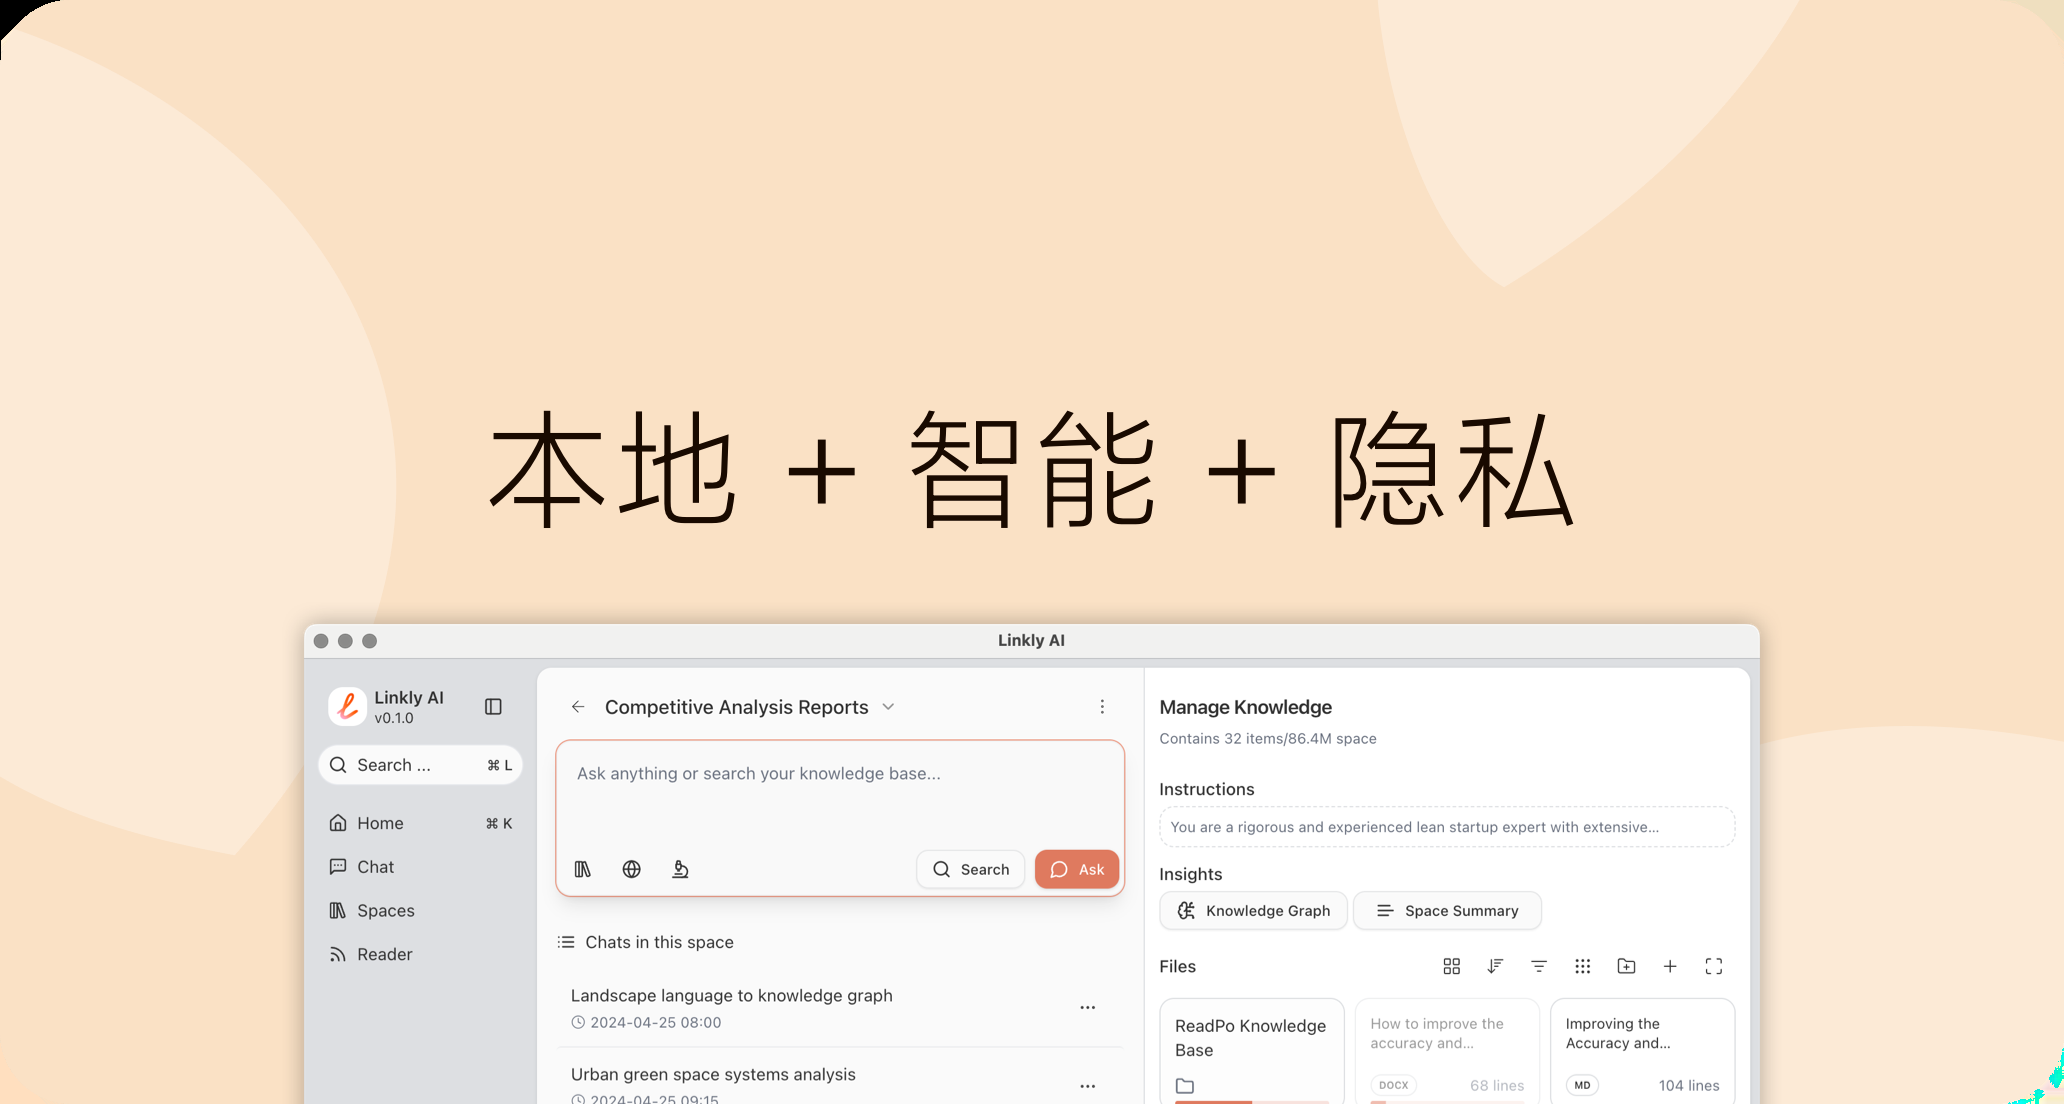 本地 + 智能 + 隐私
Linkly AI
Linkly AI
v0.1.0
Search ... ⌘ L
Home ⌘ K
Chat
Spaces
Reader
Competitive Analysis Reports
Ask anything or search your knowledge base...
Search
Ask
Chats in this space
Landscape language to knowledge graph
2024-04-25 08:00
Urban green space systems analysis
2024-04-25 09:15
Manage Knowledge
Contains 32 items/86.4M space
Instructions
You are a rigorous and experienced lean startup expert with extensive...
Insights
Knowledge Graph
Space Summary
Files
ReadPo Knowledge
Base
How to improve the
accuracy and...
DOCX 68 lines
Improving the
Accuracy and...
MD 104 lines